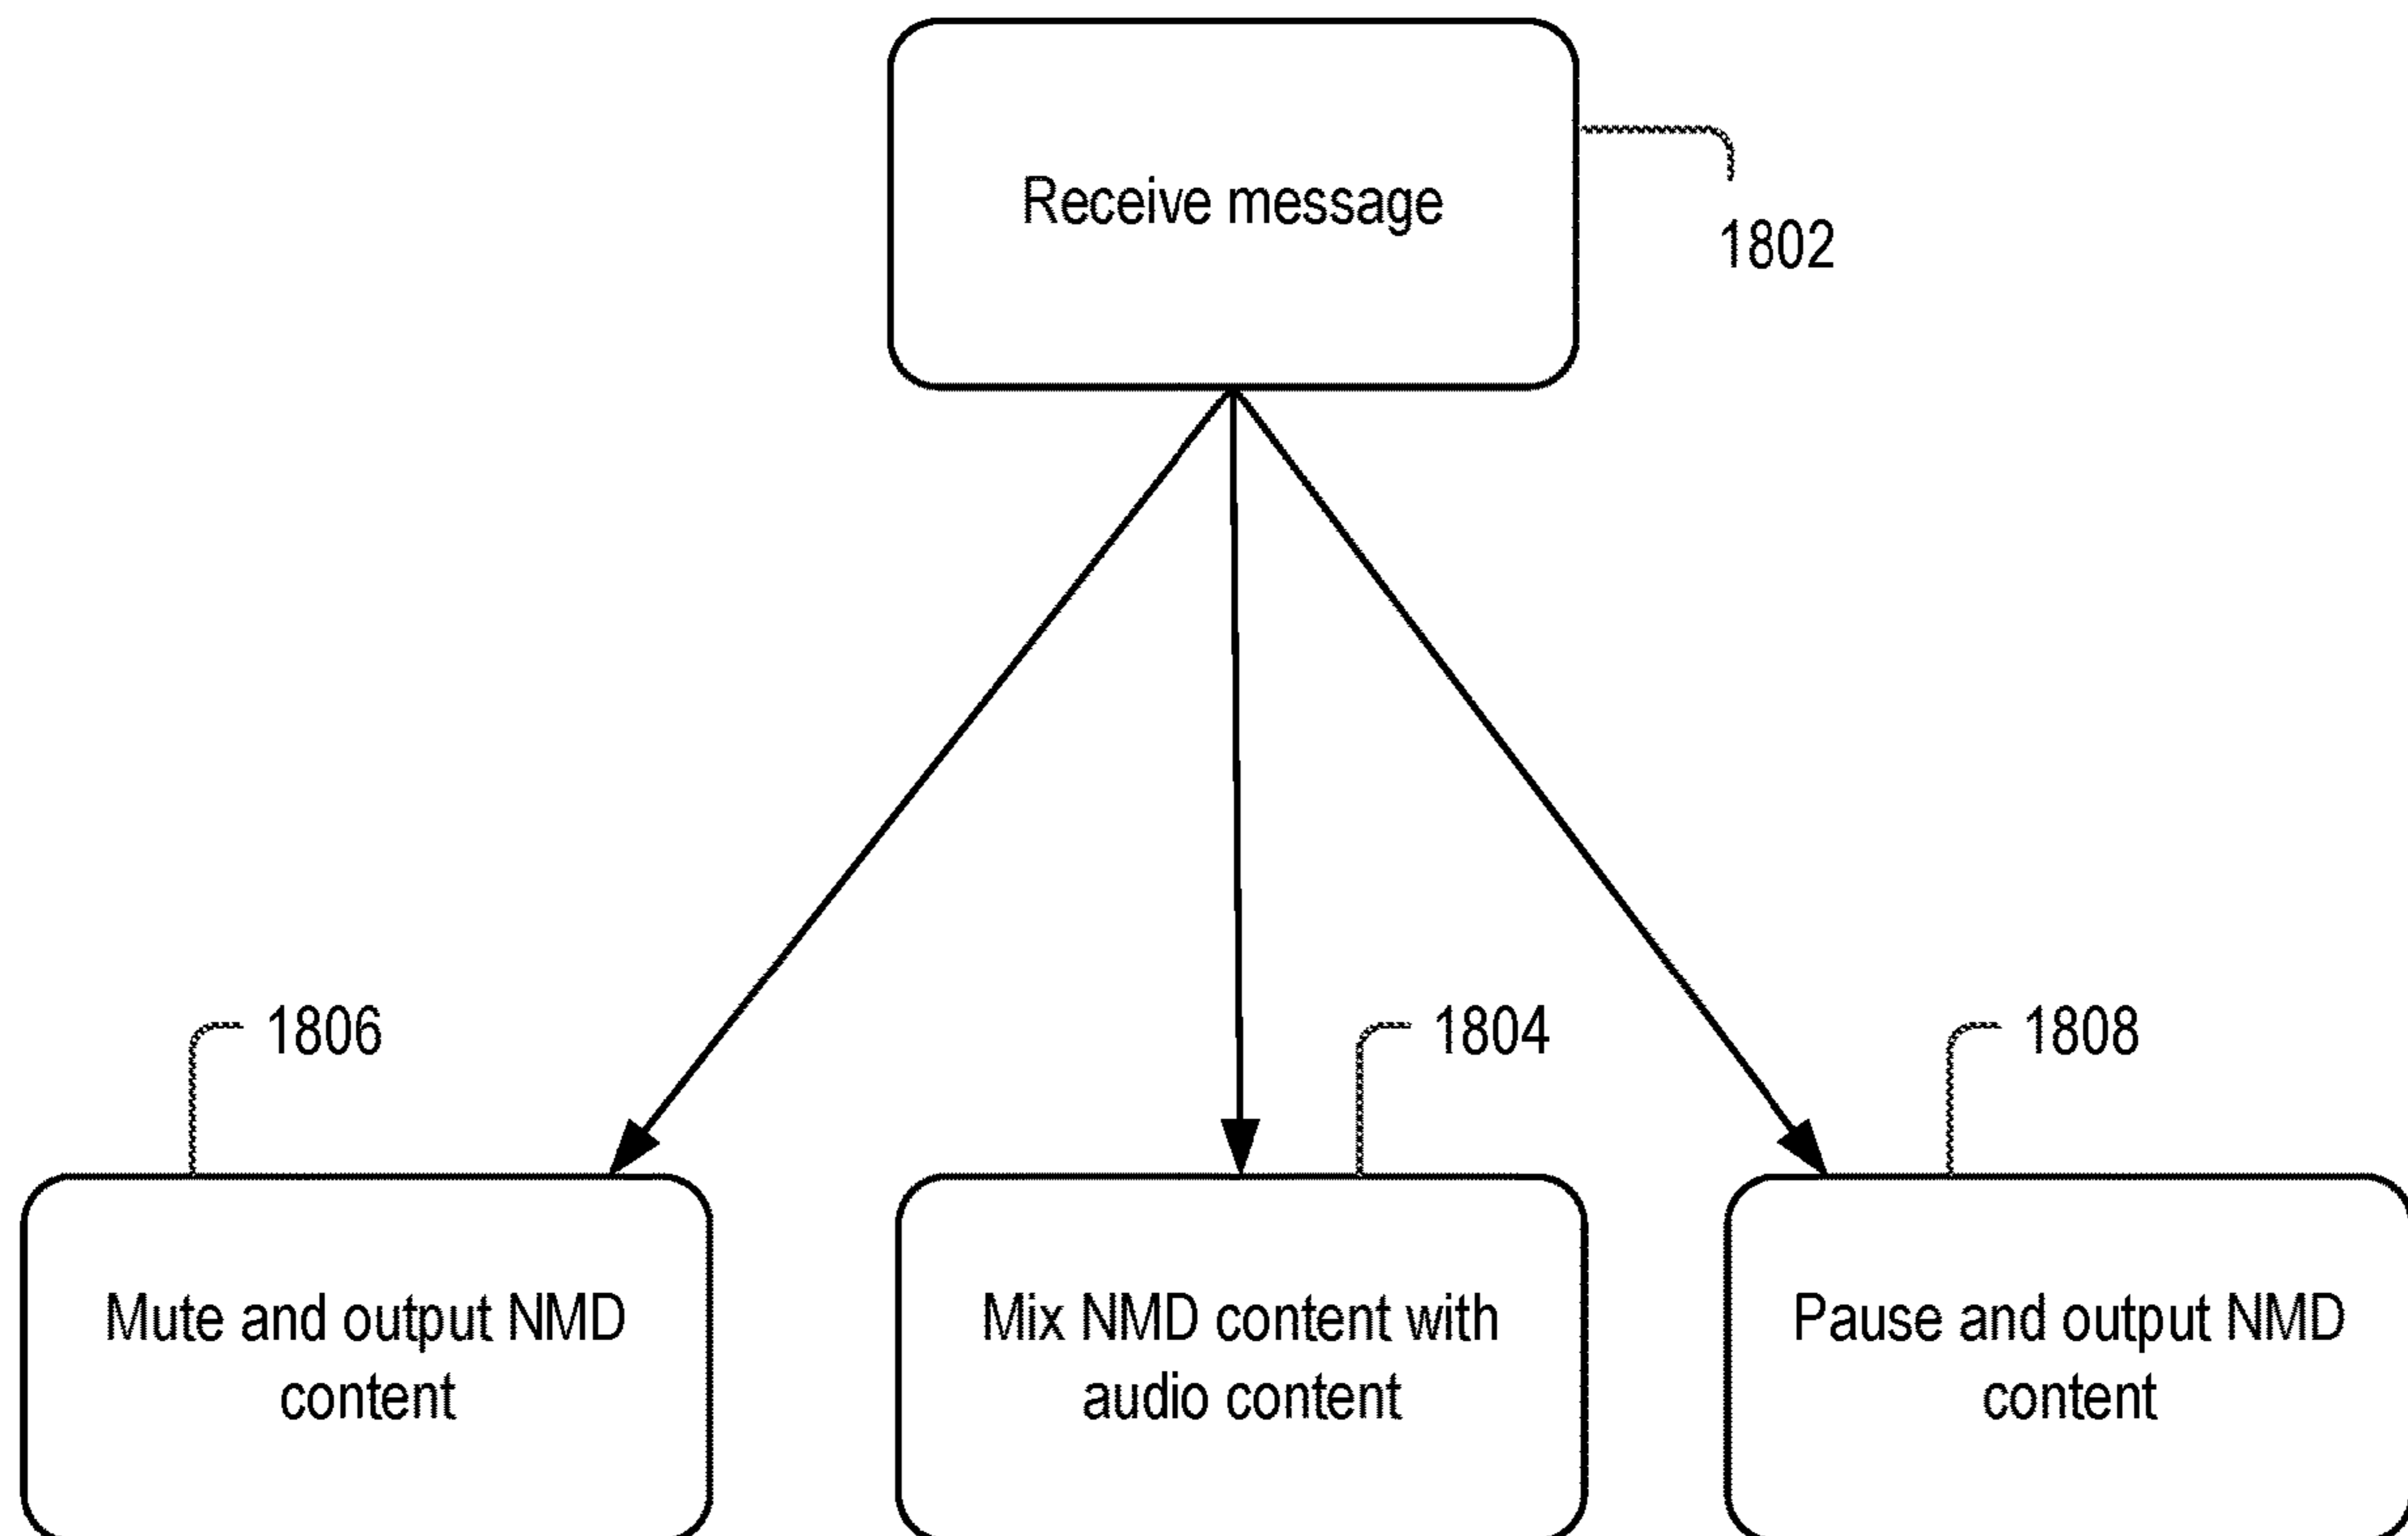 Receive message
1802
1806
1804
1808
Mute and output NMD
content
Mix NMD content with
audio content
Pause and output NMD
content